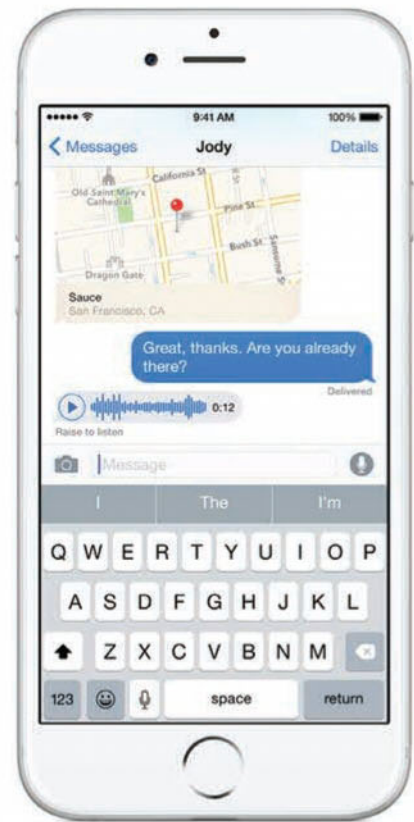 9:41 AM
100%
Messages
Jody
Details
California St
Old Saint Mary's
Cathedral
Pine St
Bush St
Sansome St
Dragon Gate
Sauce
San Francisco, CA
Great, thanks. Are you already
there?
Delivered
0:12
Raise to listen
Message
I The I'm
Q W E R T Y U I O P
A S D F G H J K L
Z X C V B N M
123 space return